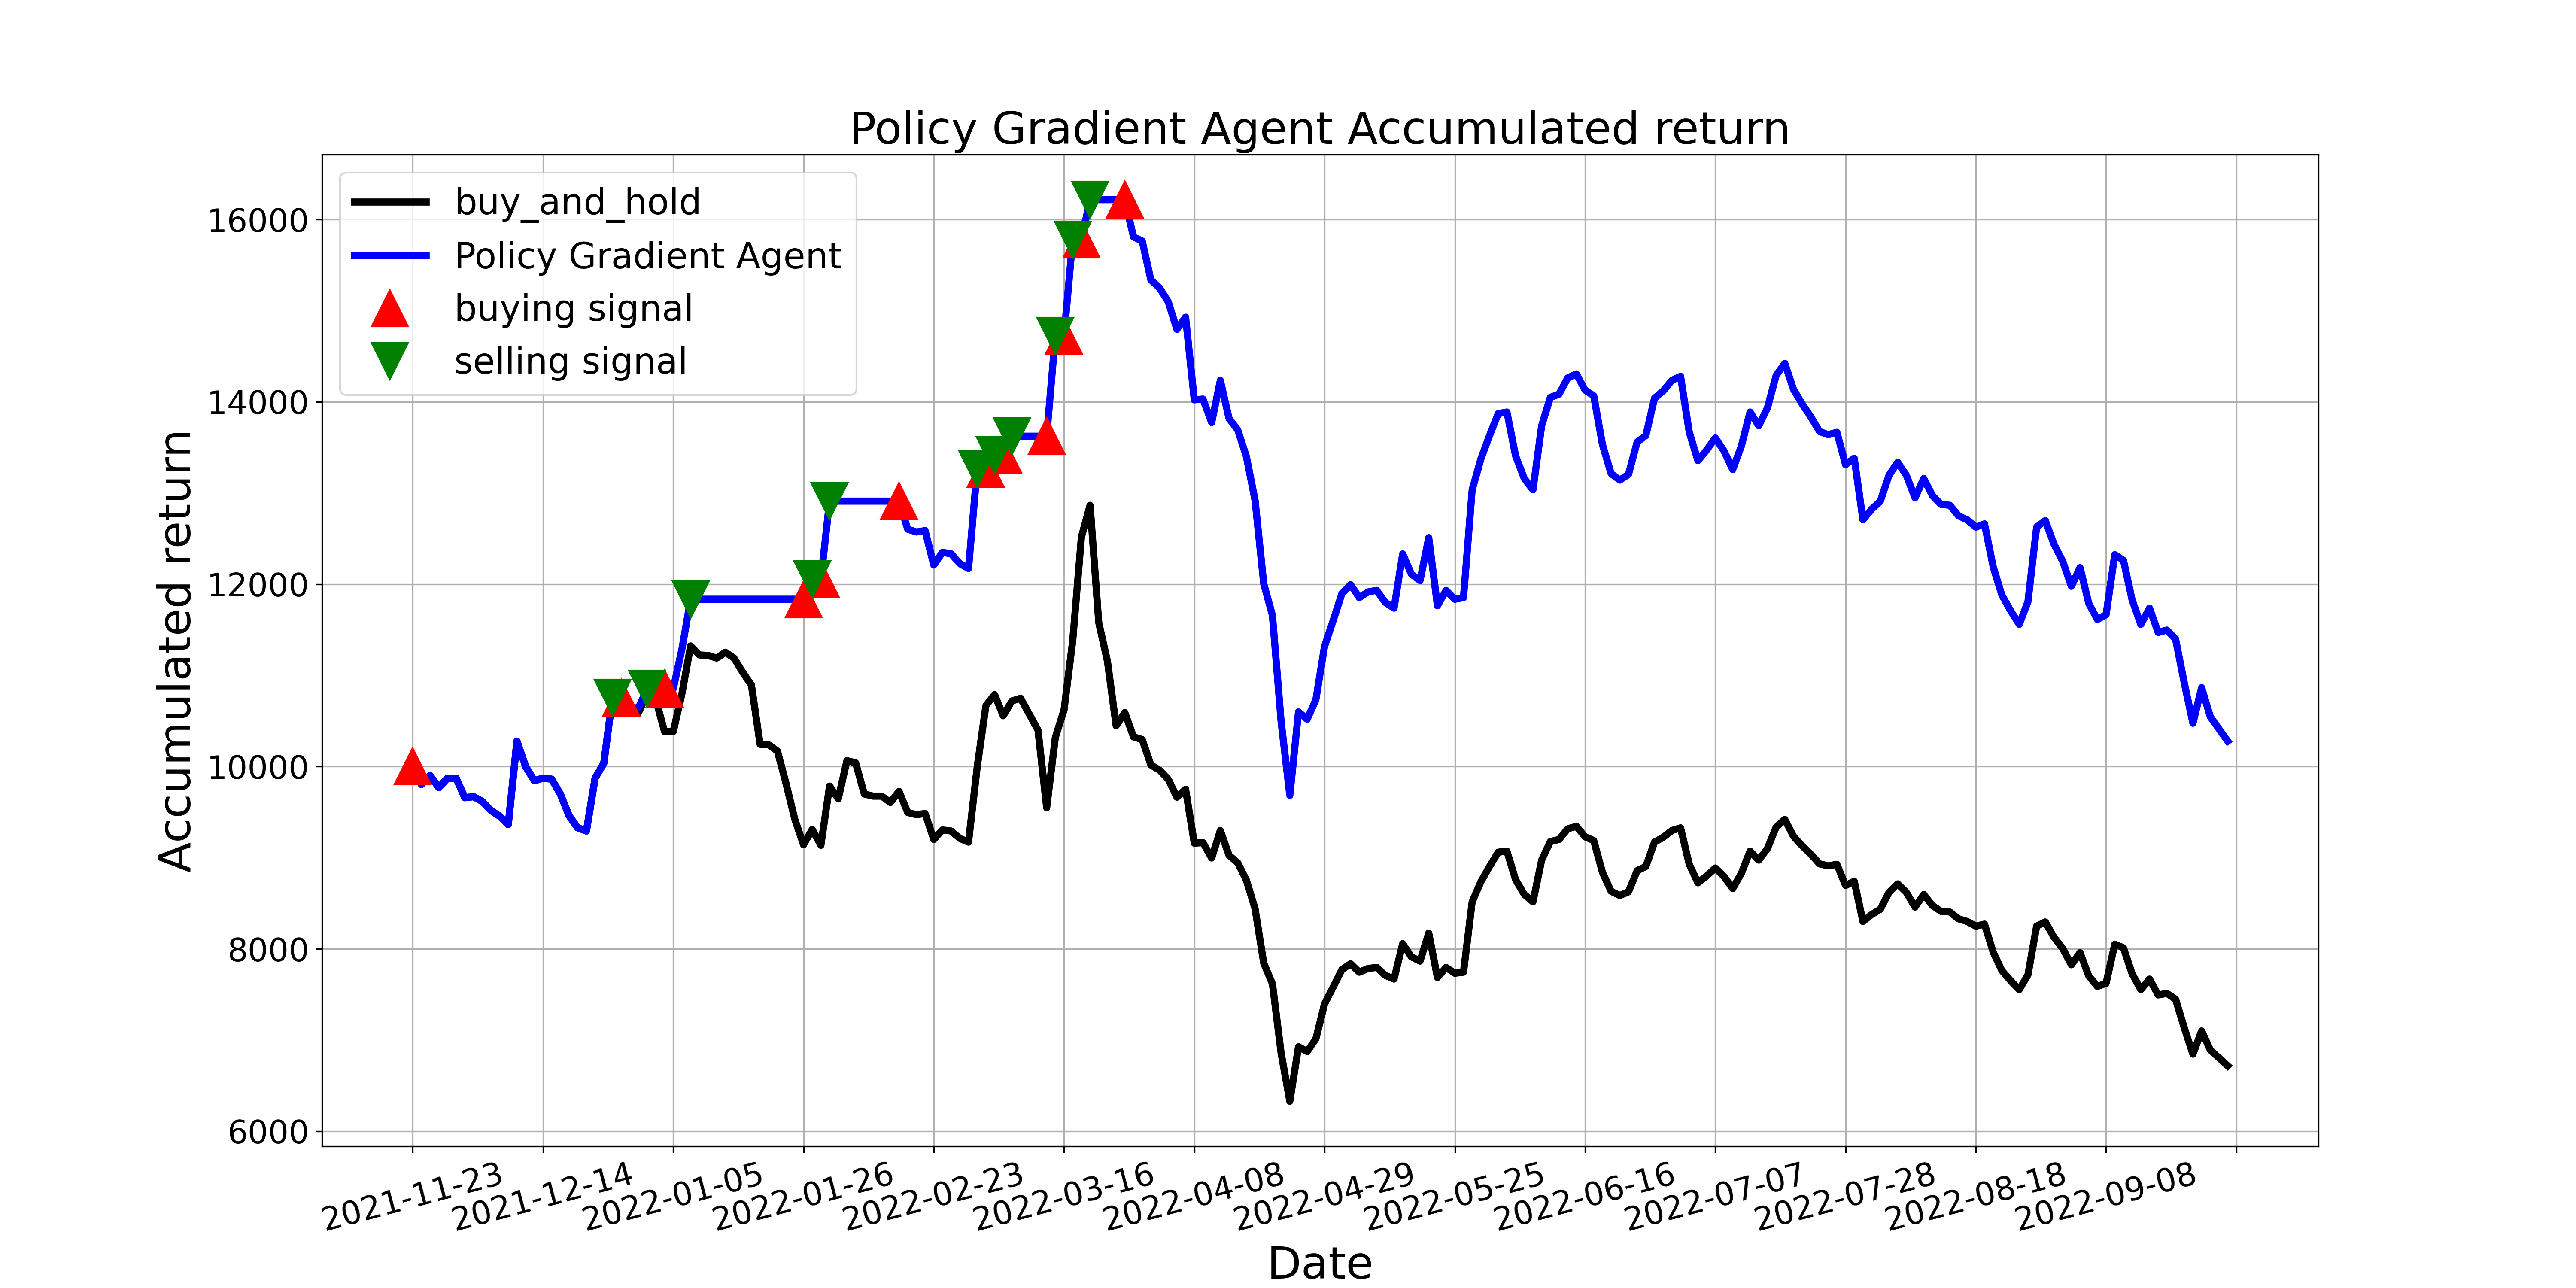 Policy Gradient Agent Accumulated return
buy_and_hold
Policy Gradient Agent
buying signal
selling signal
Accumulated return
16000
14000
12000
10000
8000
6000
2021-11-23
2021-12-14
2022-01-05
2022-01-26
2022-02-23
2022-03-16
2022-04-08
2022-04-29
2022-05-25
2022-06-16
2022-07-07
2022-07-28
2022-08-18
2022-09-08
Date